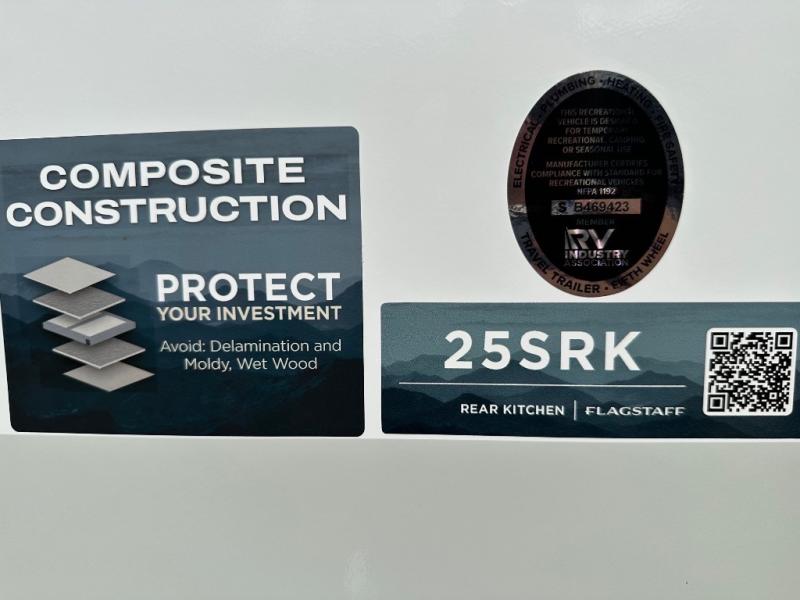 COMPOSITE
CONSTRUCTION
PROTECT
YOUR INVESTMENT
Avoid: Delamination and
Moldy, Wet Wood
ELECTRICAL • PLUMBING • HEATING • FIRE SAFETY
THIS RECREATIONAL
VEHICLE IS DESIGNED
FOR TEMPORARY
RECREATIONAL, CAMPING
OR SEASONAL USE
MANUFACTURER CERTIFIES
COMPLIANCE WITH STANDARD FOR
RECREATIONAL VEHICLES
NFPA 1192
S B469423
MEMBER
RV
INDUSTRY
ASSOCIATION
TRAVEL TRAILER • FIFTH WHEEL
25SRK
REAR KITCHEN | FLAGSTAFF